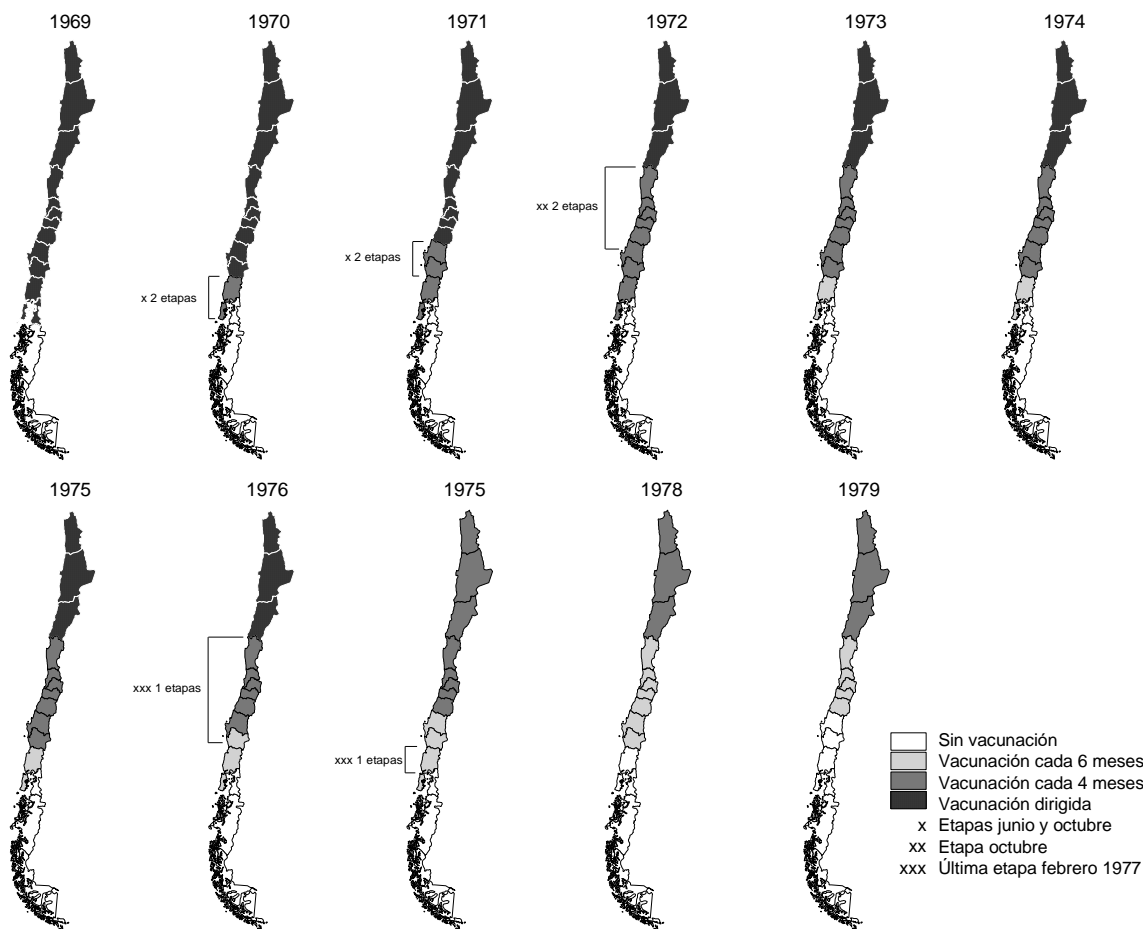 1969
1970
1971
1972
1973
1974
x 2 etapas
x 2 etapas
xx 2 etapas
1975
1976
1975
1978
1979
xxx 1 etapas
xxx 1 etapas
Sin vacunación
Vacunación cada 6 meses
Vacunación cada 4 meses
Vacunación dirigida
x Etapas junio y octubre
xx Etapa octubre
xxx Última etapa febrero 1977